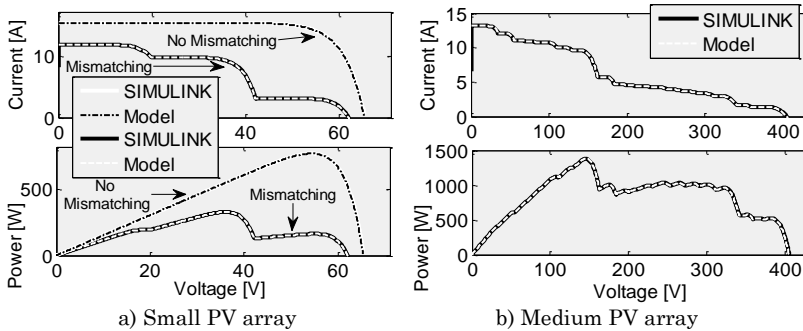 Current [A]
10
0
0
20
40
60
No Mismatching
Mismatching
SIMULINK
Model
SIMULINK
Model
Power [W]
500
0
0
20
40
60
No
Mismatching
Mismatching
Voltage [V]
a) Small PV array
Current [A]
15
10
5
0
0
100
200
300
400
SIMULINK
Model
Power [W]
1500
1000
500
0
0
100
200
300
400
Voltage [V]
b) Medium PV array